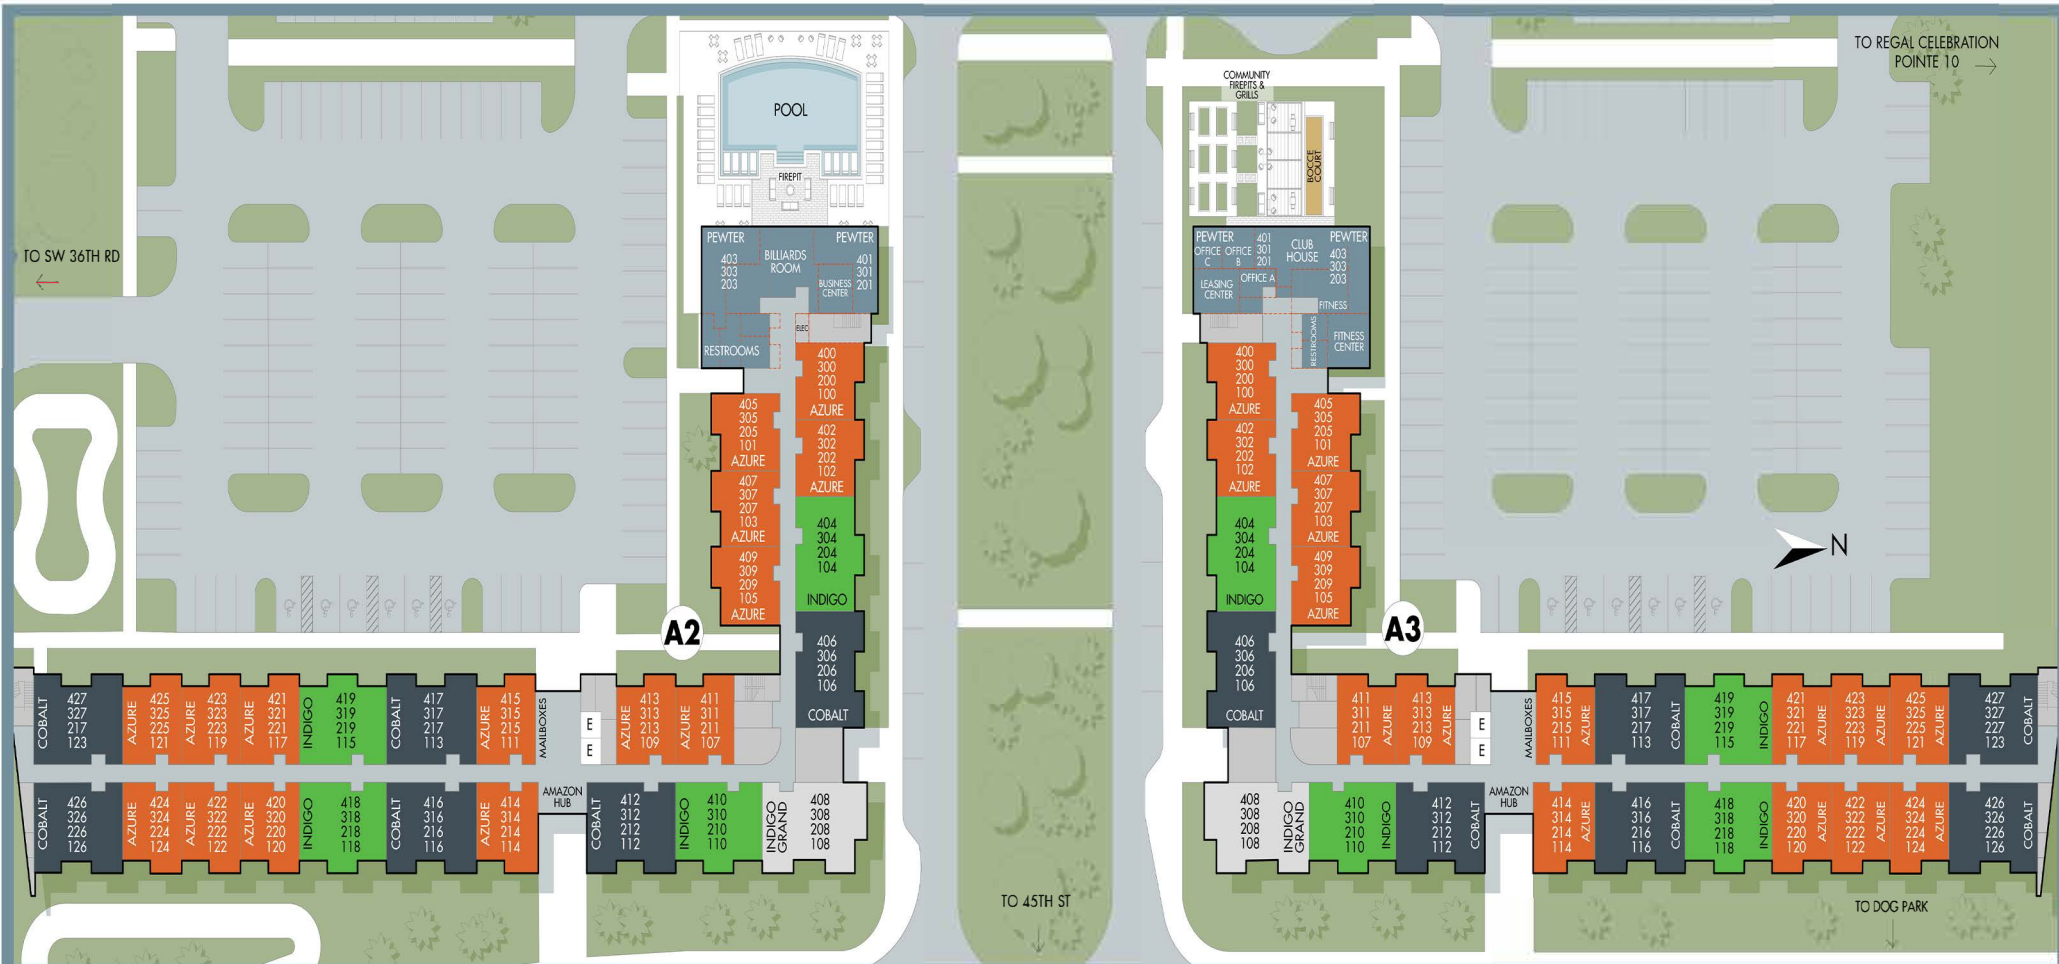 TO REGAL CELEBRATION
POINTE 10
TO SW 36TH RD
POOL
FIREPIT
PEWTER
PEWTER
403
303
203
BILLIARDS
ROOM
401
301
201
BUSINESS
CENTER
ELEC
RESTROOMS
400
300
200
100
AZURE
405
305
205
101
AZURE
402
302
202
102
AZURE
407
307
207
103
AZURE
404
304
204
104
INDIGO
409
309
209
105
AZURE
406
306
206
106
COBALT
A2
COBALT
427
327
217
123
AZURE
425
325
225
121
AZURE
423
323
223
119
AZURE
421
321
221
117
INDIGO
419
319
219
115
COBALT
417
317
217
113
AZURE
415
315
215
111
MAILBOXES
E
E
AZURE
413
313
213
109
AZURE
411
311
211
107
COBALT
426
326
226
126
AZURE
424
324
224
124
AZURE
422
322
222
122
AZURE
420
320
220
120
INDIGO
418
318
218
118
COBALT
416
316
216
116
AZURE
414
314
214
114
AMAZON
HUB
COBALT
412
312
212
112
INDIGO
410
310
210
110
INDIGO
GRAND
408
308
208
108
TO 45TH ST
COMMUNITY
FIREPITS &
GRILLS
BOCCE
COURT
PEWTER
OFFICE
C
OFFICE
B
401
301
201
CLUB
HOUSE
PEWTER
403
303
203
LEASING
CENTER
OFFICE A
FITNESS
RESTROOMS
FITNESS
CENTER
400
300
200
100
AZURE
405
305
205
101
AZURE
402
302
202
102
AZURE
407
307
207
103
AZURE
404
304
204
104
INDIGO
409
309
209
105
AZURE
406
306
206
106
COBALT
A3
N
411
311
211
107
AZURE
413
313
213
109
AZURE
E
E
MAILBOXES
415
315
215
111
AZURE
417
317
217
113
COBALT
419
319
219
115
INDIGO
421
321
221
117
AZURE
423
323
223
119
AZURE
425
325
225
121
AZURE
427
327
227
123
COBALT
408
308
208
108
INDIGO
GRAND
410
310
210
110
INDIGO
412
312
212
112
COBALT
AMAZON
HUB
414
314
214
114
AZURE
416
316
216
116
COBALT
418
318
218
118
INDIGO
420
320
220
120
AZURE
422
322
222
122
AZURE
424
324
224
124
AZURE
426
326
226
126
COBALT
TO DOG PARK